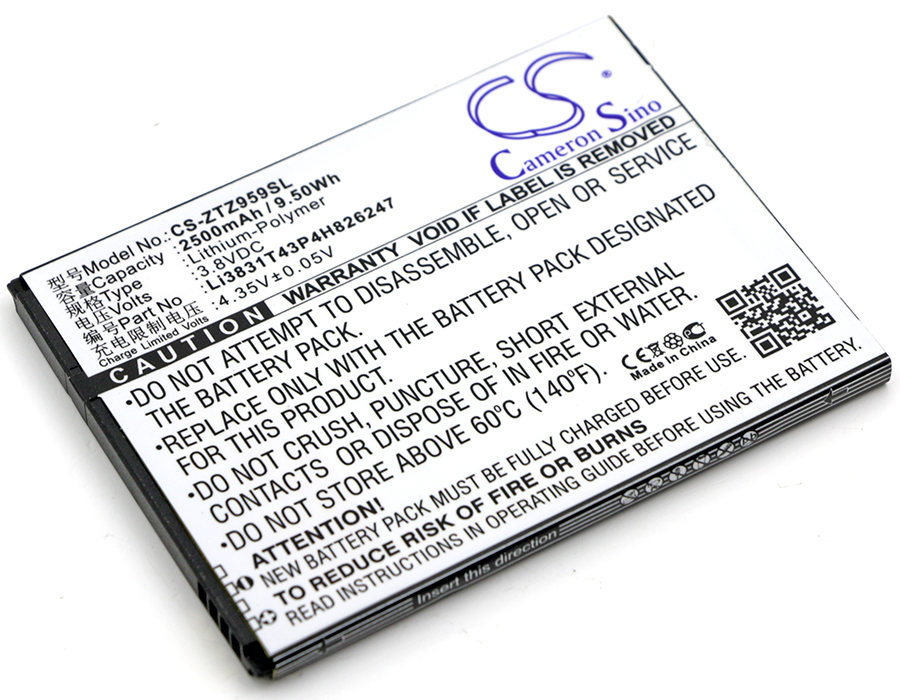 CS
Cameron Sino
型号Model No.: CS-ZTZ959SL
容量Capacity : 2500mAh / 9.50Wh
规格Type : Lithium-Polymer
电压Volts : 3.8VDC
编号Part No : Li3831T43P4H826247
充电限制电压 : 4.35V±0.05V
Charge Limited Volts
CAUTION WARRANTY VOID IF LABEL REMOVED
•DO NOT ATTEMPT TO DISASSEMBLE, OPEN OR SERVICE
THE BATTERY PACK.
•REPLACE ONLY WITH THE BATTERY PACK DESIGNATED
FOR THIS PRODUCT.
•DO NOT CRUSH, PUNCTURE, SHORT EXTERNAL
CONTACTS OR DISPOSE OF IN FIRE OR WATER.
•DO NOT STORE ABOVE 60°C (140°F).
ATTENTION!
NEW BATTERY PACK MUST BE FULLY CHARGED BEFORE USE.
TO REDUCE RISK OF FIRE OR BURNS
READ INSTRUCTIONS IN OPERATING MANUAL.
CE
Made in China
Insert this direction